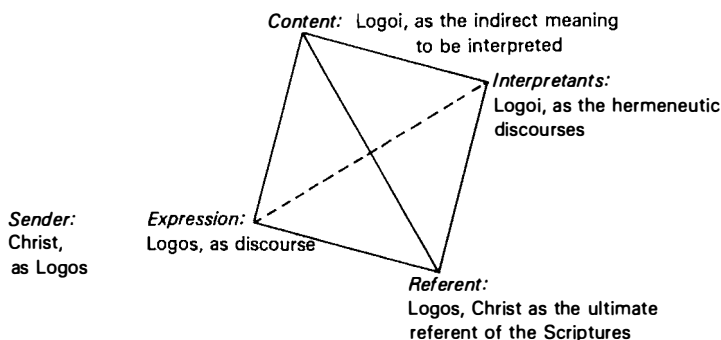 Content: Logoi, as the indirect meaning
to be interpreted
Interpretants:
Logoi, as the hermeneutic
discourses
Sender:
Christ,
as Logos
Expression:
Logos, as discourse
Referent:
Logos, Christ as the ultimate
referent of the Scriptures